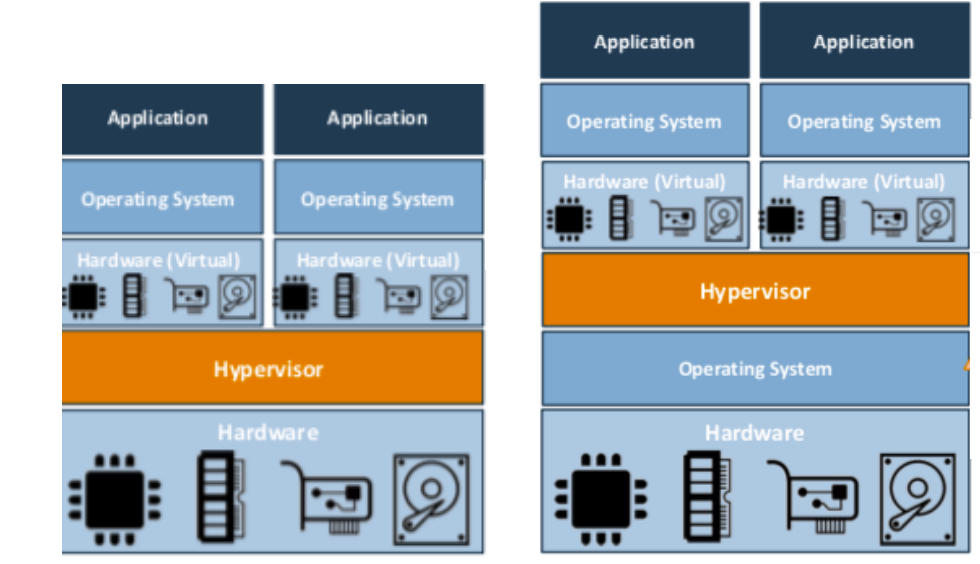 Application
Application
Operating System
Operating System
Hardware (Virtual)
Hardware (Virtual)
Hypervisor
Hardware
Application
Application
Operating System
Operating System
Hardware (Virtual)
Hardware (Virtual)
Hypervisor
Operating System
Hardware